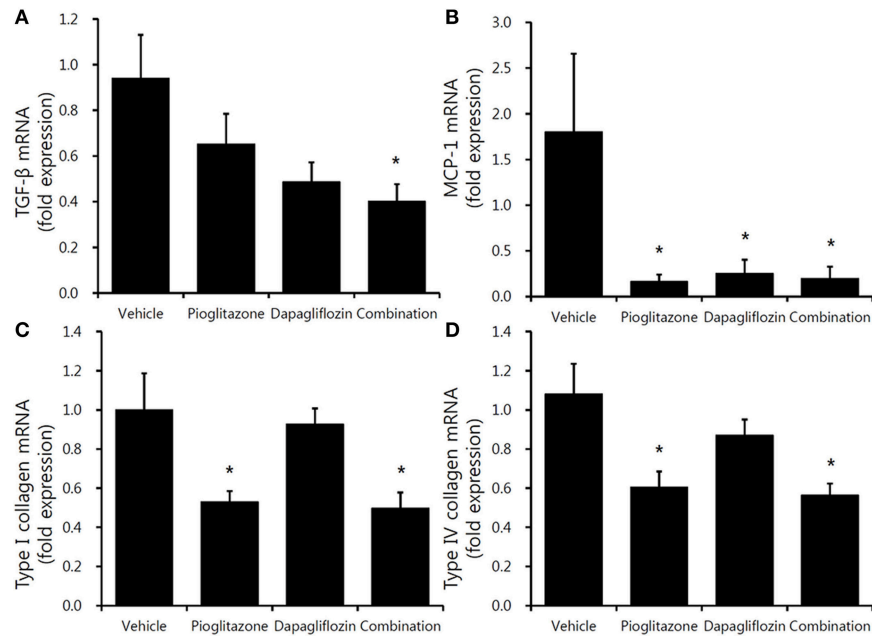 A
TGF-β mRNA
(fold expression)
1.2
1.0
0.8
0.6
0.4
0.2
0.0
*
Vehicle Pioglitazone Dapagliflozin Combination
B
MCP-1 mRNA
(fold expression)
3.0
2.5
2.0
1.5
1.0
0.5
0.0
* * *
Vehicle Pioglitazone Dapagliflozin Combination
C
Type I collagen mRNA
(fold expression)
1.4
1.2
1.0
0.8
0.6
0.4
0.2
0.0
* *
Vehicle Pioglitazone Dapagliflozin Combination
D
Type IV collagen mRNA
(fold expression)
1.4
1.2
1.0
0.8
0.6
0.4
0.2
0.0
* *
Vehicle Pioglitazone Dapagliflozin Combination